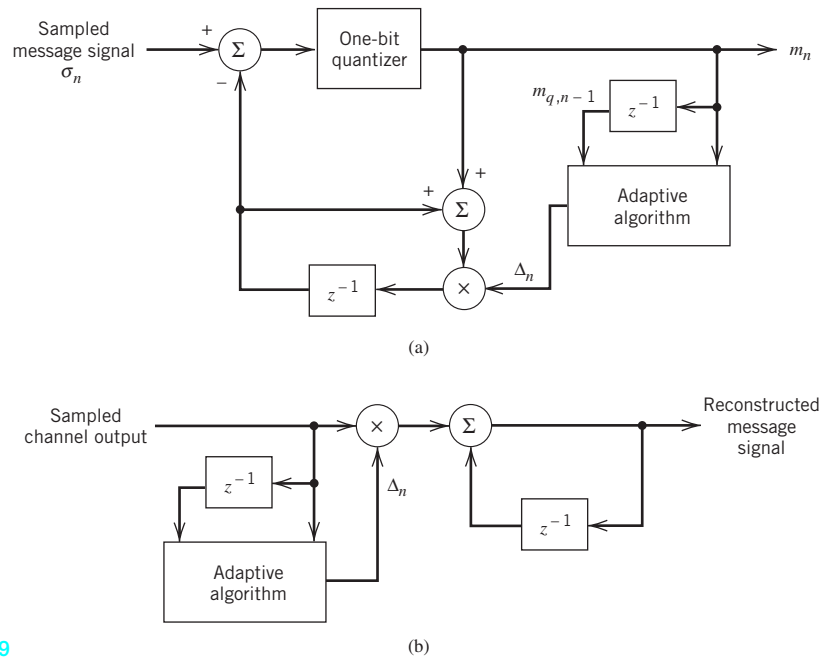 Sampled
message signal
σn
+
−
Σ
One-bit
quantizer
mn
mq,n − 1
z−1
Adaptive
algorithm
+
+
Σ
Δn
×
z−1
(a)
Sampled
channel output
×
Σ
Reconstructed
message
signal
z−1
Δn
z−1
Adaptive
algorithm
9
(b)